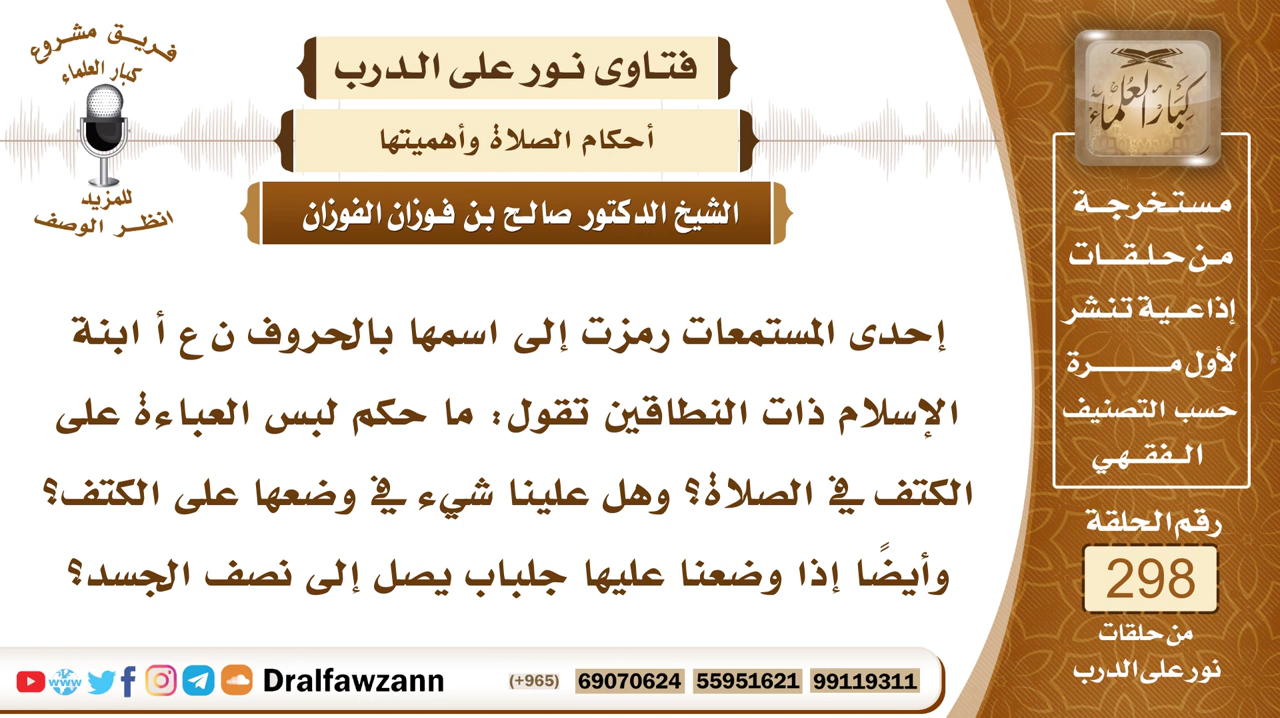 فريق مشروع
كبار العلماء
للمزيد
انظر الوصف
فتاوى نور على الدرب
أحكام الصلاة وأهميتها
الشيخ الدكتور صالح بن فوزان الفوزان
إحدى المستمعات رمزت إلى اسمها بالحروف ن ع أ ابنة
الإسلام ذات النطاقين تقول: ما حكم لبس العباءة على
الكتف في الصلاة؟ وهل علينا شيء في وضعها على الكتف؟
وأيضًا إذا وضعنا عليها جلباب يصل إلى نصف الجسد؟
كبار العلماء
مستخرجة
من حلقات
إذاعية تنشر
لأول مرة
حسب التصنيف
الفقهي
رقم الحلقة
298
من حلقات
نور على الدرب
www
Dralfawzann
(+965) 69070624 55951621 99119311